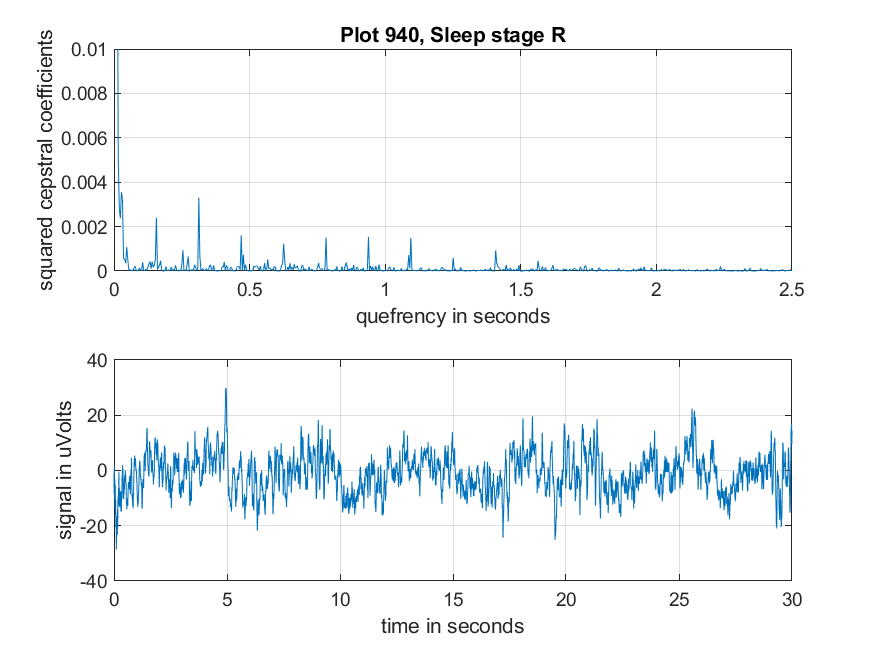 Plot 940, Sleep stage R
squared cepstral coefficients
0.01
0.008
0.006
0.004
0.002
0
0 0.5 1 1.5 2 2.5
quefrency in seconds
signal in uVolts
40
20
0
-20
-40
0 5 10 15 20 25 30
time in seconds